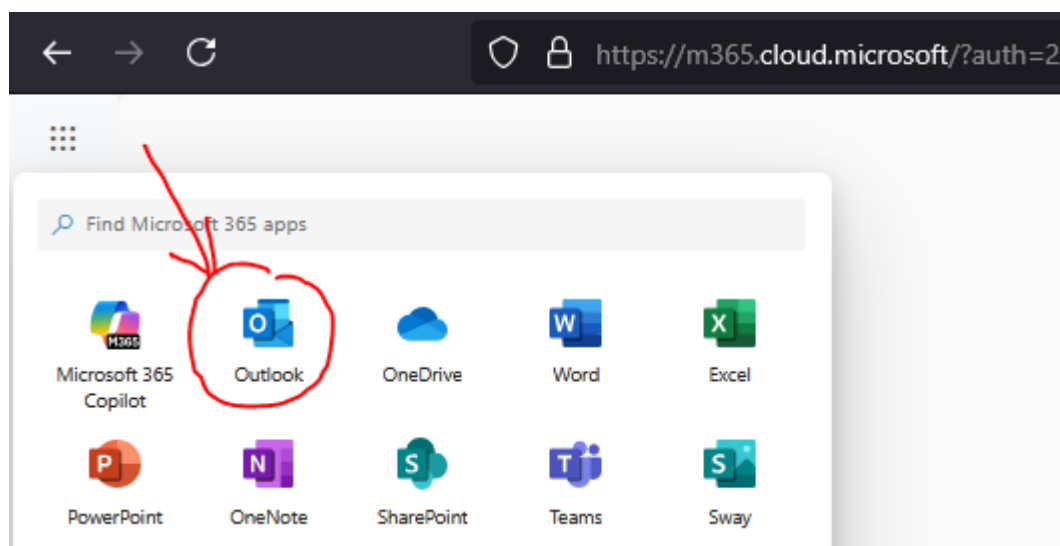 https://m365.cloud.microsoft/?auth=2
Find Microsoft 365 apps
M365
O
W
X
Microsoft 365 Copilot
Outlook
OneDrive
Word
Excel
P
N
S
T
S
PowerPoint
OneNote
SharePoint
Teams
Sway